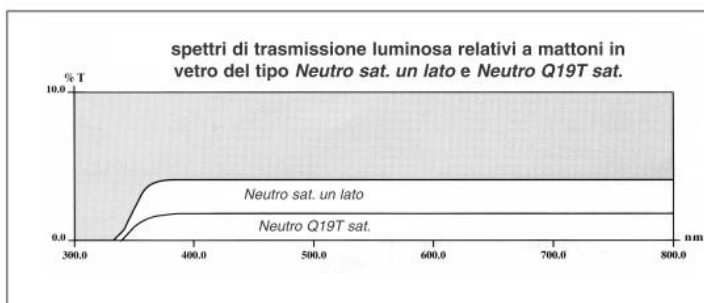 spettri di trasmissione luminosa relativi a mattoni in
vetro del tipo Neutro sat. un lato e Neutro Q19T sat.
% T
10.0
Neutro sat. un lato
Neutro Q19T sat.
0.0
nm
300.0 400.0 500.0 600.0 700.0 800.0